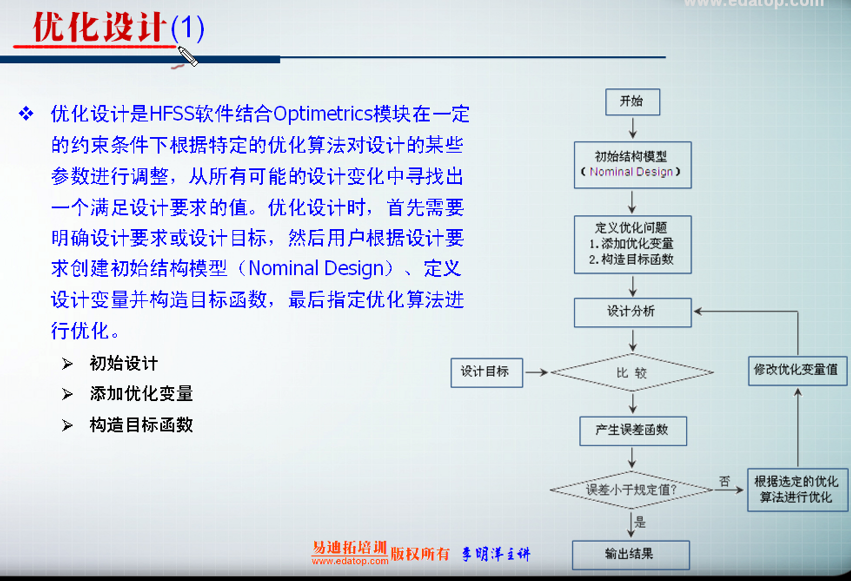 www.edatop.com
优化设计(1)
优化设计是HFSS软件结合Optimetrics模块在一定
的约束条件下根据特定的优化算法对设计的某些
参数进行调整，从所有可能的设计变化中寻找出
一个满足设计要求的值。优化设计时，首先需要
明确设计要求或设计目标，然后用户根据设计要
求创建初始结构模型（Nominal Design）、定义
设计变量并构造目标函数，最后指定优化算法进
行优化。
初始设计
添加优化变量
构造目标函数
开始
初始结构模型
（Nominal Design）
定义优化问题
1.添加优化变量
2.构造目标函数
设计分析
设计目标
比 较
修改优化变量值
产生误差函数
误差小于规定值?
否
根据选定的优化
算法进行优化
是
输出结果
易迪拓培训 版权所有 李明洋主讲
www.edatop.com